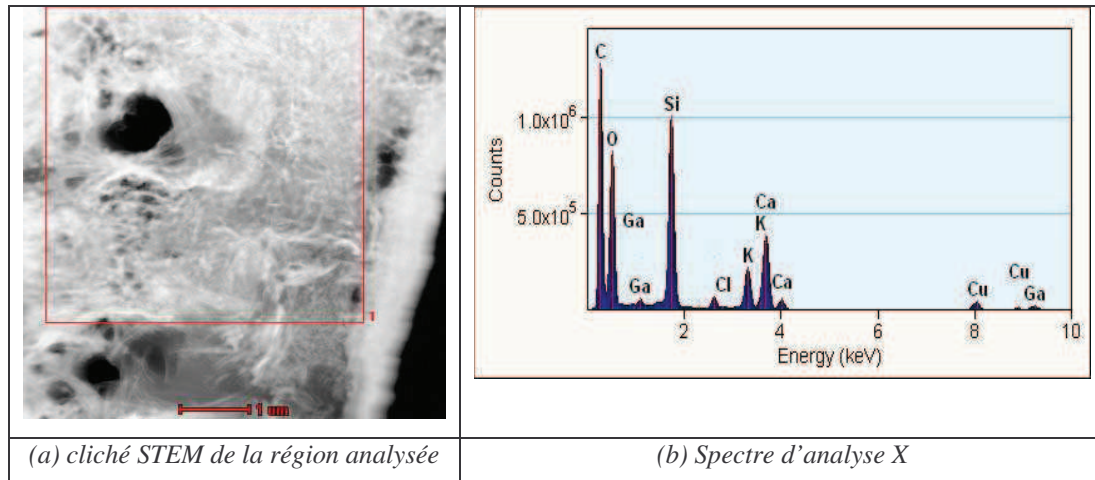 1
1 um
(a) cliché STEM de la région analysée
C
O
Si
Ga
Ga
Cl
Ca
K
K
Ca
Cu
Cu
Ga
1.0x10⁶
5.0x10⁵
Counts
2
4
6
8
10
Energy (keV)
(b) Spectre d'analyse X